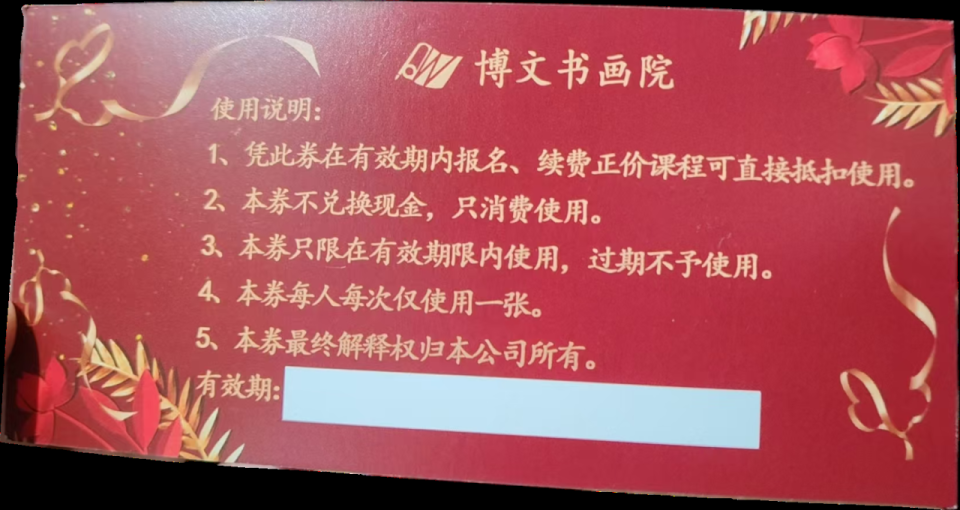 博文书画院
使用说明：
1、凭此券在有效期内报名、续费正价课程可直接抵扣使用。
2、本券不兑换现金，只消费使用。
3、本券只限在有效期限内使用，过期不予使用。
4、本券每人每次仅使用一张。
5、本券最终解释权归本公司所有。
有效期：